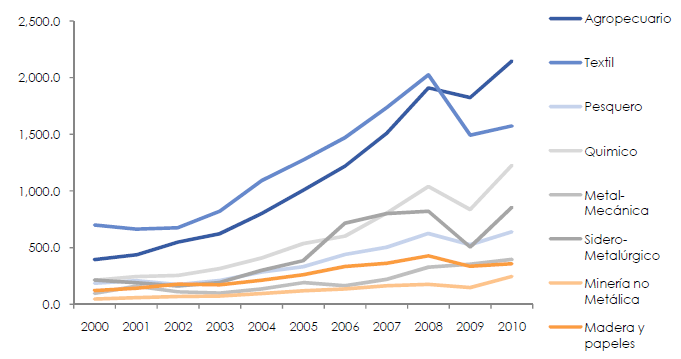 2,500.0
2,000.0
1,500.0
1,000.0
500.0
0.0
2000 2001 2002 2003 2004 2005 2006 2007 2008 2009 2010
Agropecuario
Textil
Pesquero
Quimico
Metal-
Mecánica
Sidero-
Metalúrgico
Minería no
Metálica
Madera y
papeles